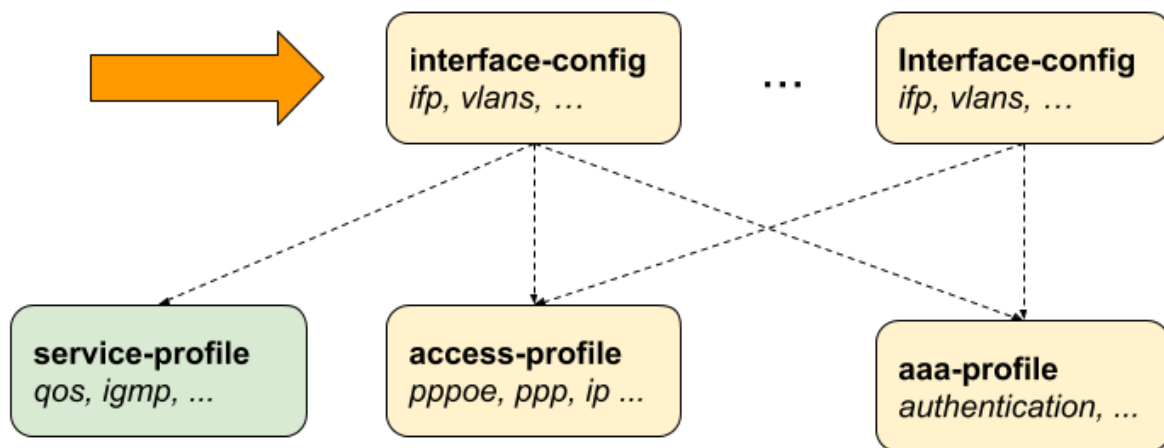 interface-config
ifp, vlans, …
...
Interface-config
ifp, vlans, …
service-profile
qos, igmp, ...
access-profile
pppoe, ppp, ip ...
aaa-profile
authentication, ...